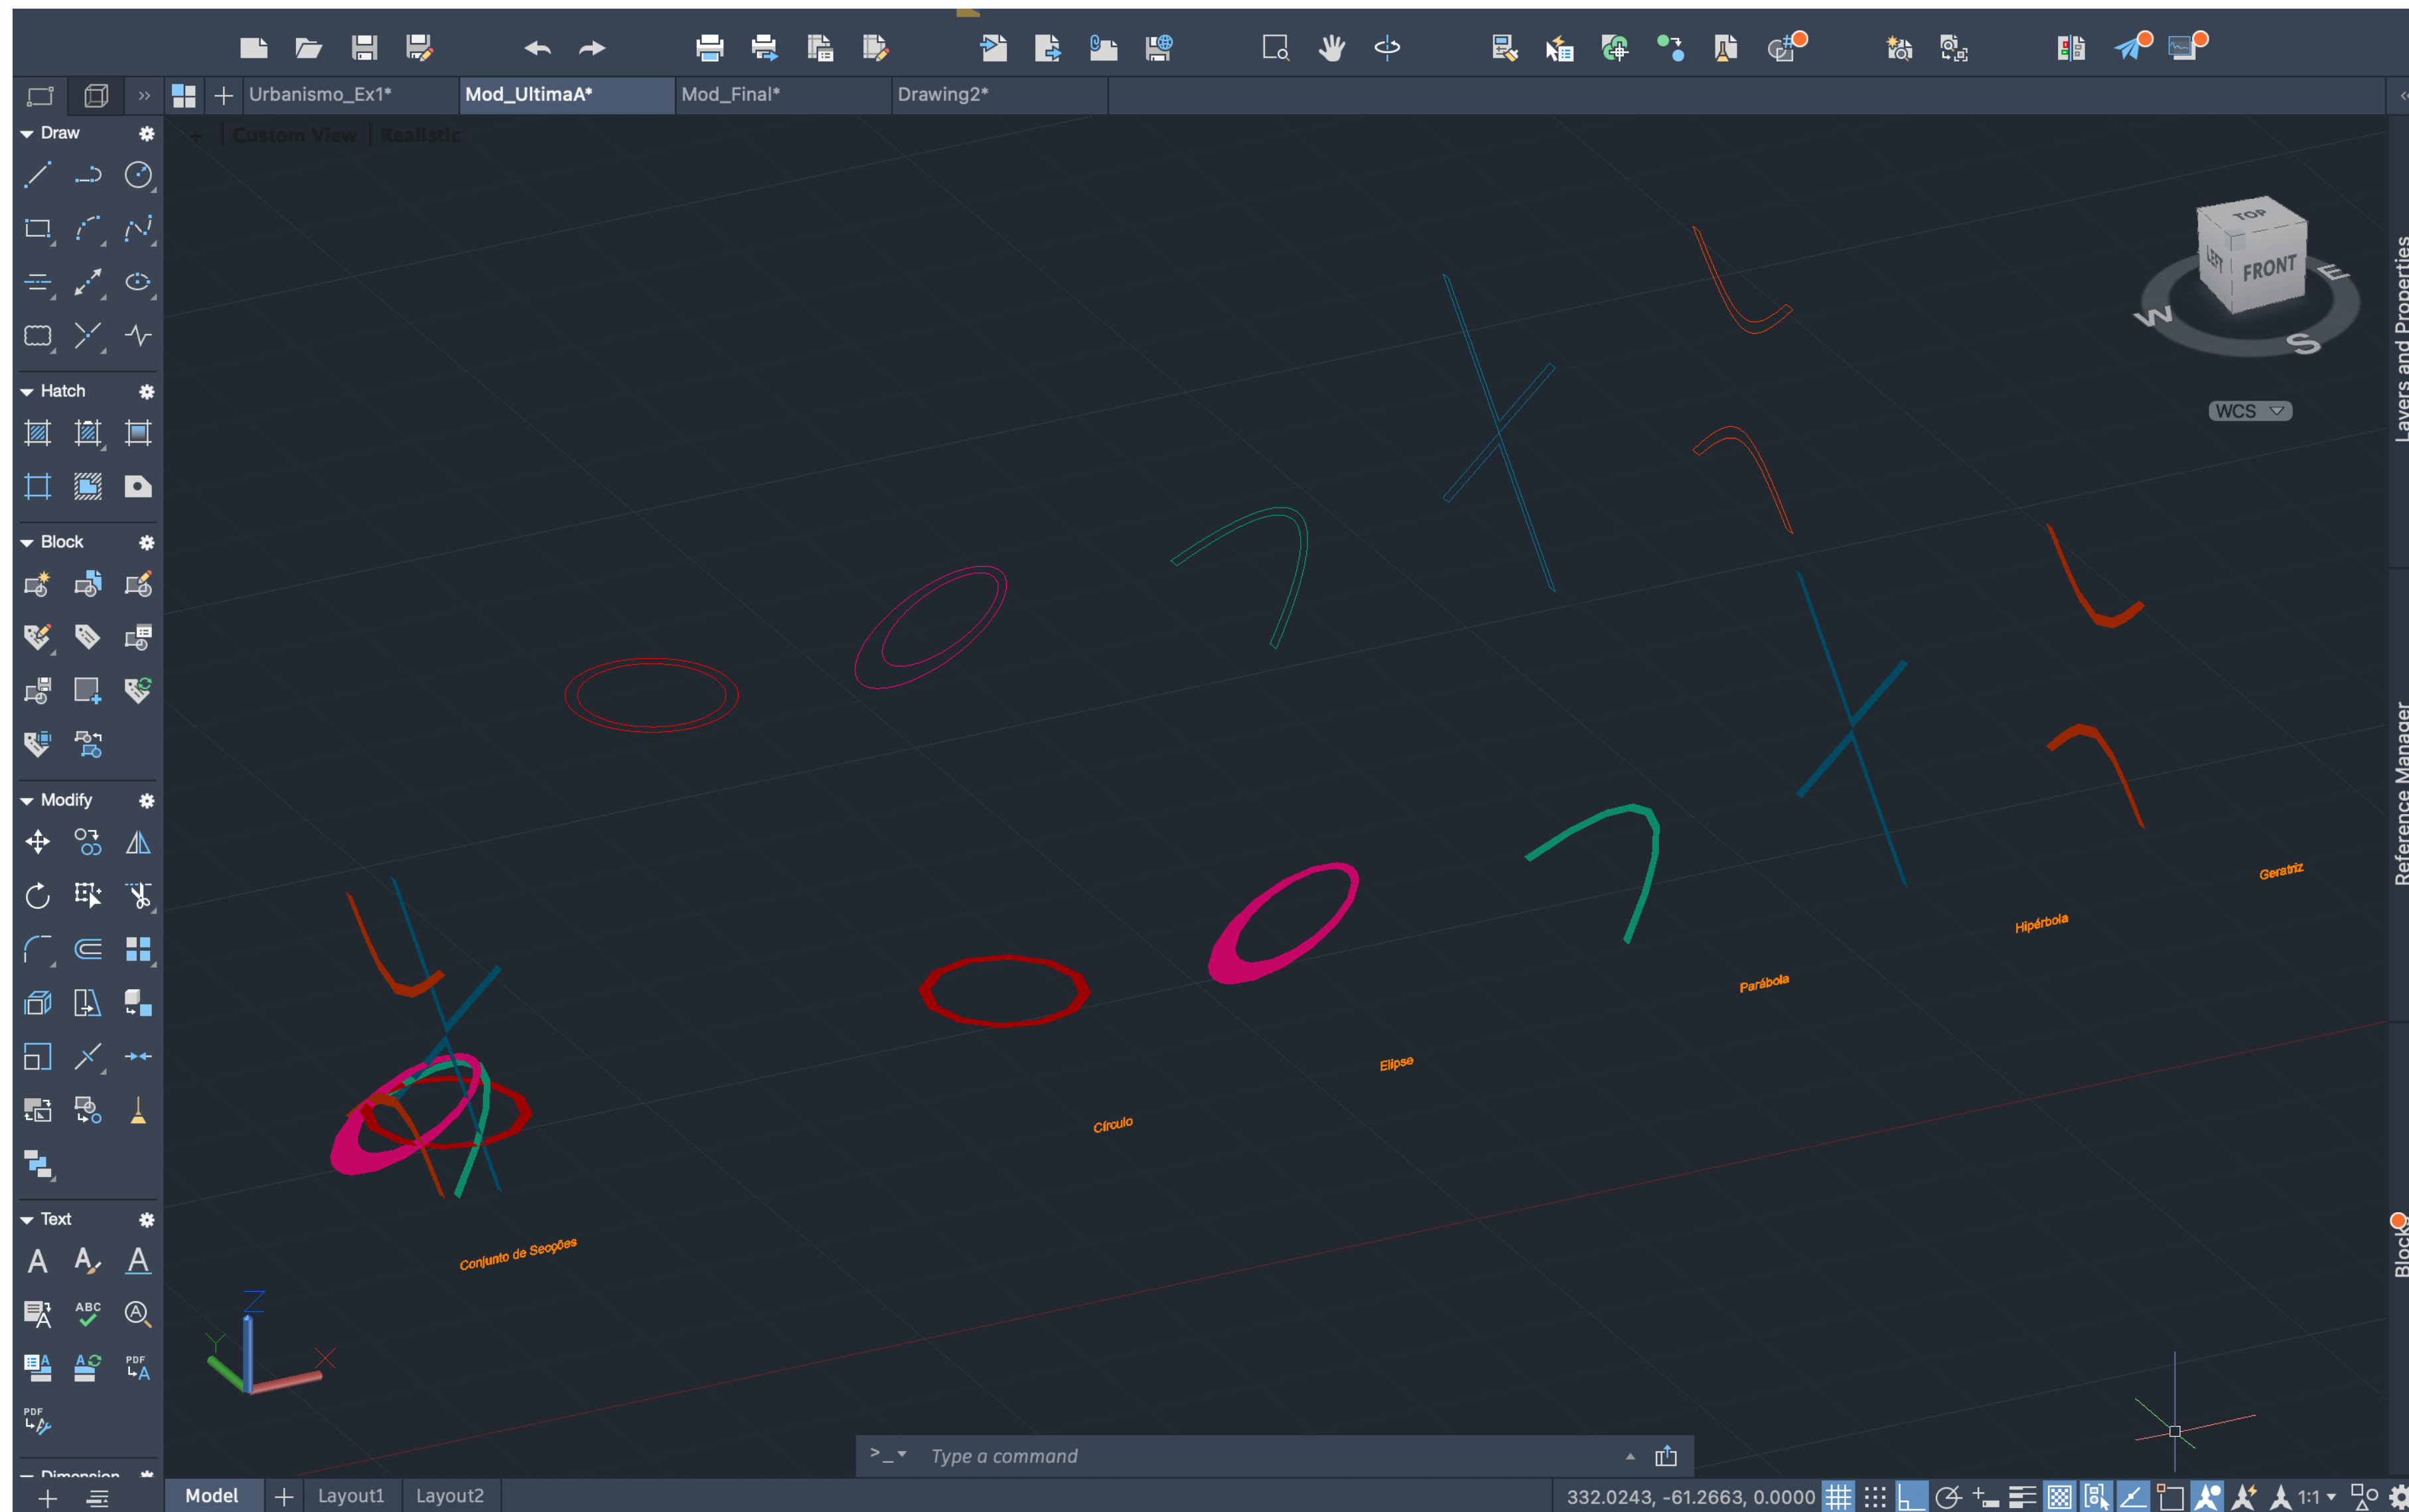 Urbanismo_Ex1*
Mod_UltimaA*
Mod_Final*
Drawing2*
Draw
+ | Custom View | Realistic
TOP
LEFT
FRONT
E
W
S
WCS
Layers and Properties
Hatch
Block
Reference Manager
Modify
Geratriz
Hipérbola
Parábola
Elipse
Círculo
Conjunto de Secções
Text
A
A
A
ABC
A
A
A
PDF
A
PDF
A
Blocks
Z
Y
X
>_ Type a command
Dimension
Model
Layout1
Layout2
332.0243, -61.2663, 0.0000
1:1